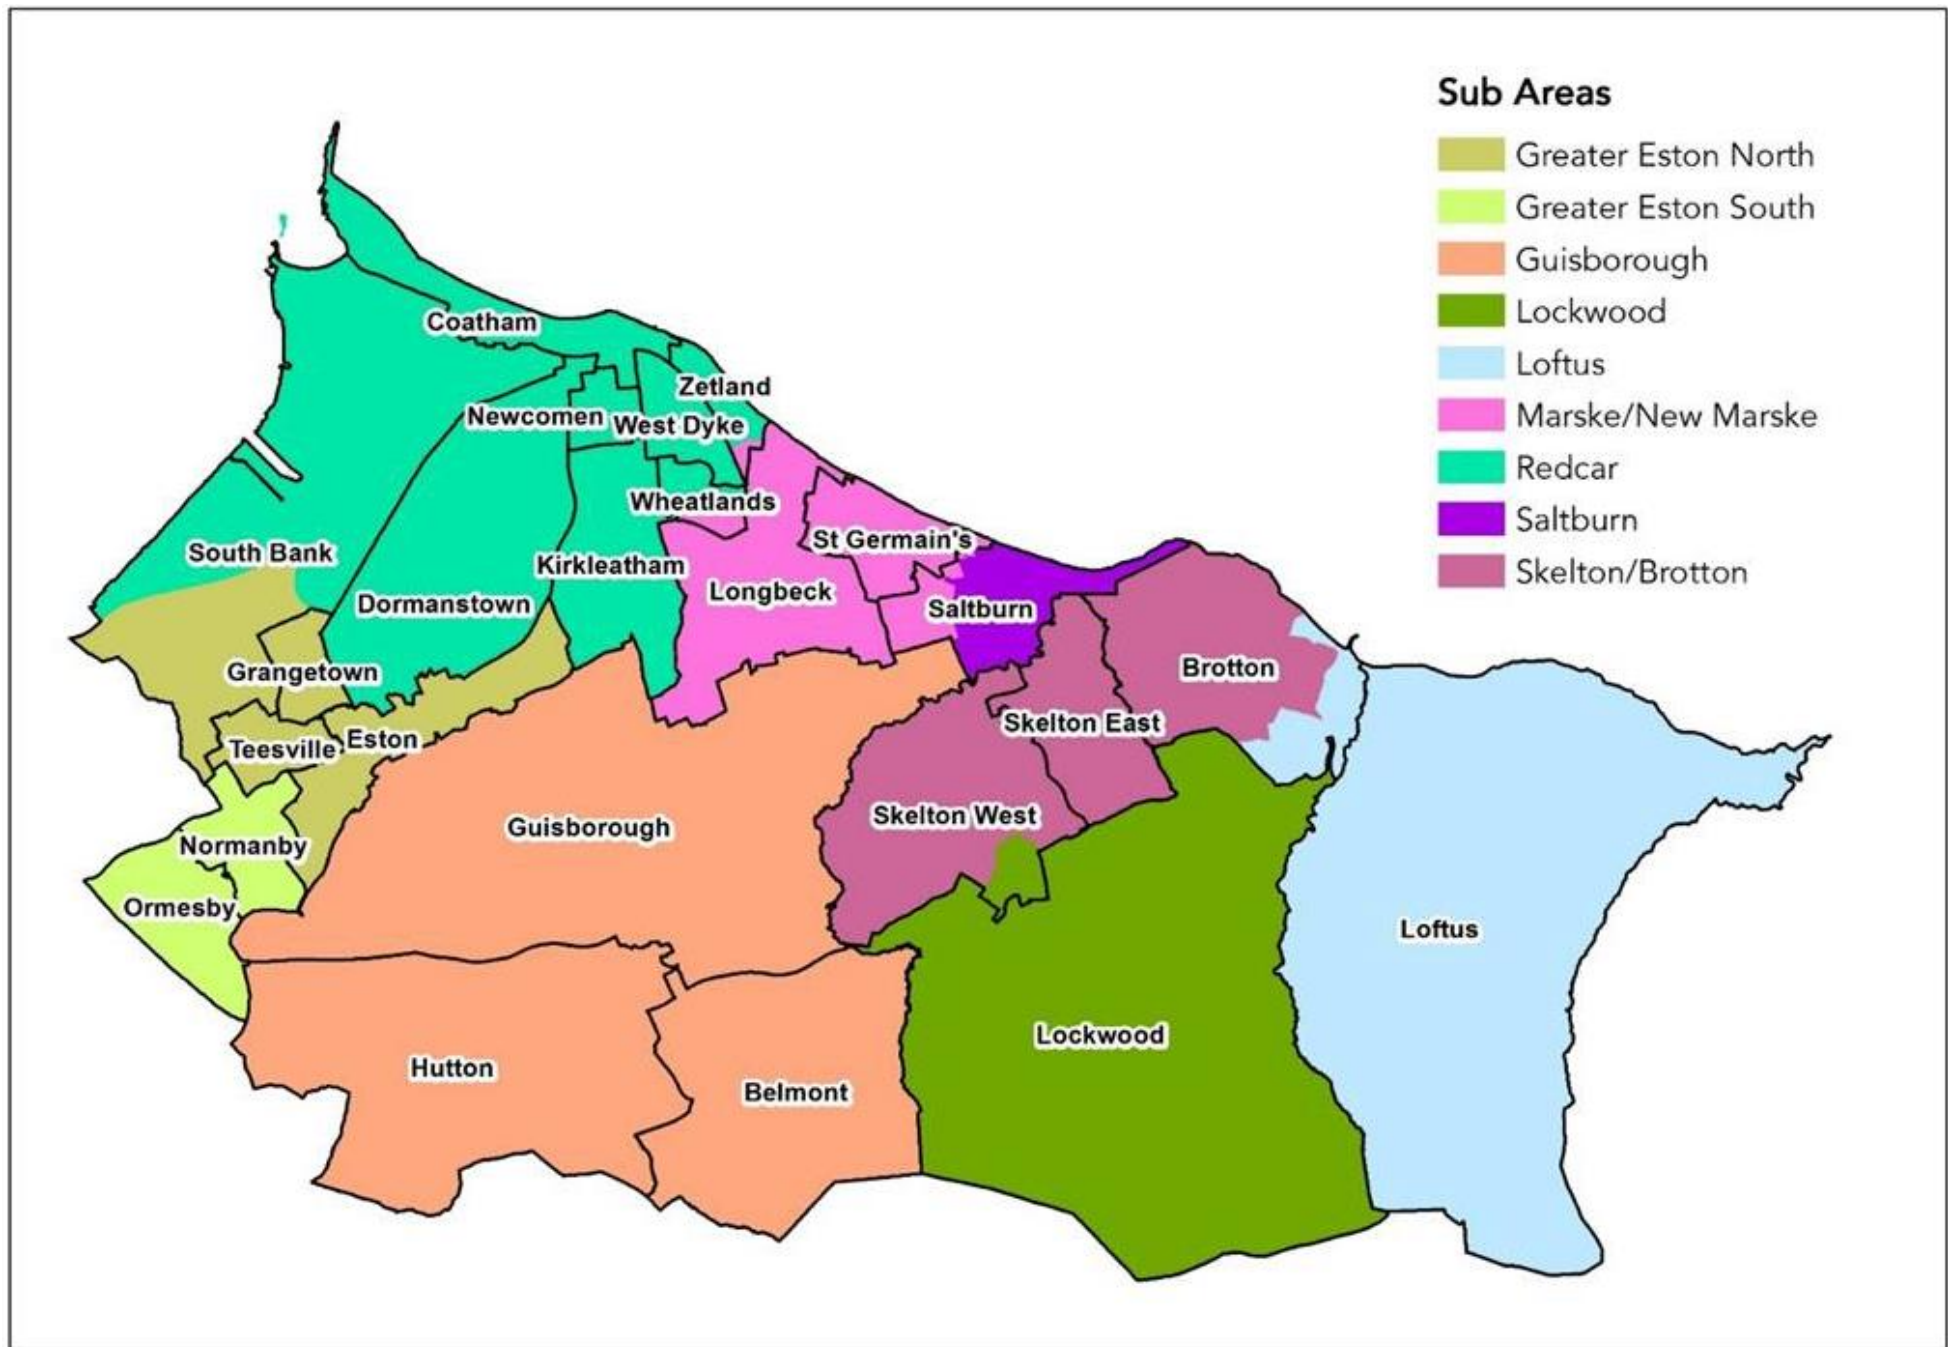 Sub Areas
Greater Eston North
Greater Eston South
Guisborough
Lockwood
Loftus
Marske/New Marske
Redcar
Saltburn
Skelton/Brotton
Coatham
Zetland
Newcomen
West Dyke
Wheatlands
St Germain's
South Bank
Kirkleatham
Longbeck
Dormanstown
Saltburn
Grangetown
Brotton
Skelton East
Teesville
Eston
Skelton West
Guisborough
Normanby
Ormesby
Loftus
Lockwood
Hutton
Belmont